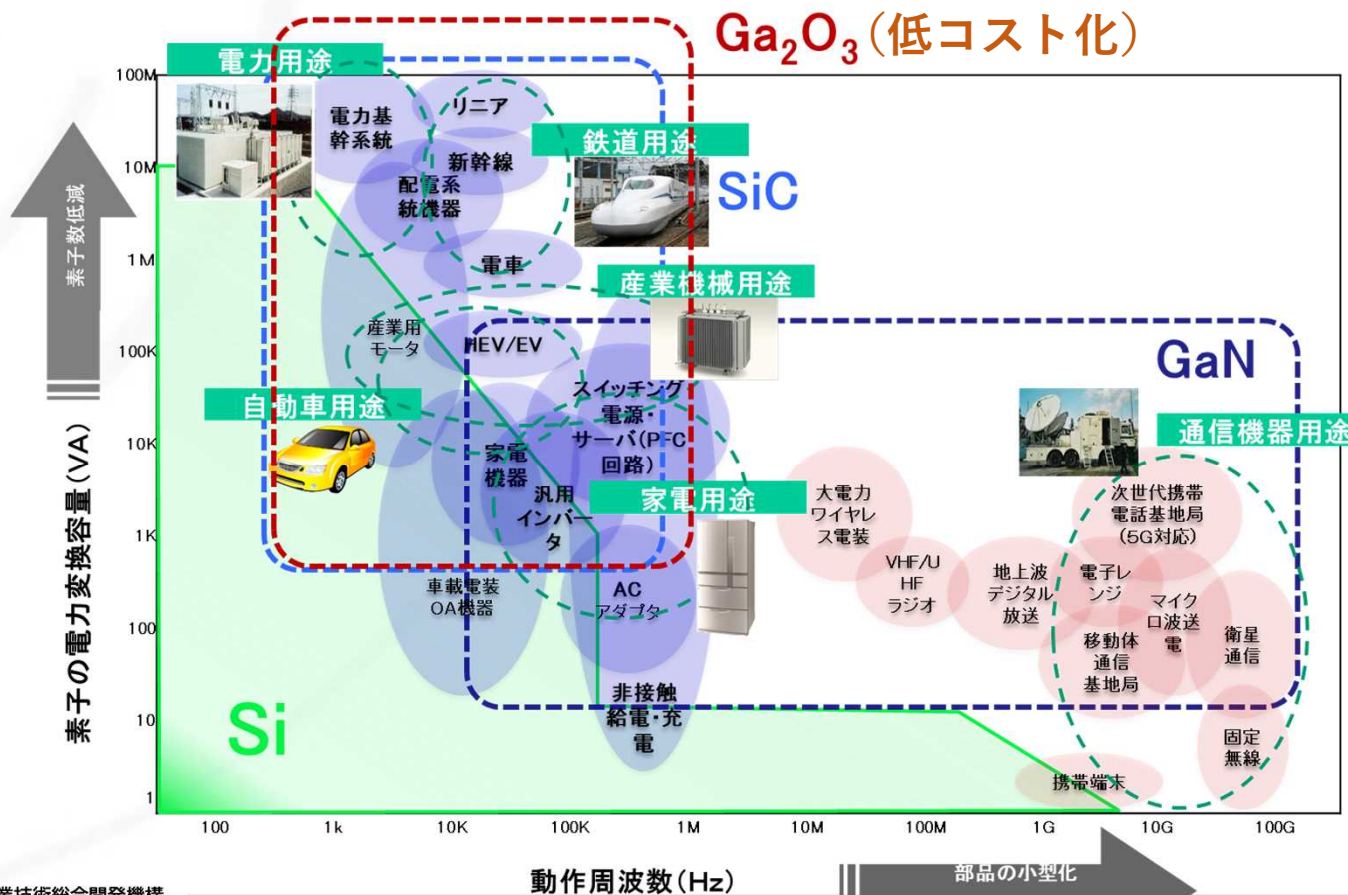 Ga₂O₃(低コスト化)
電力用途
100M
電力基
幹系統
リニア
鉄道用途
新幹線
10M
配電系
統機器
SiC
素子数低減
1M
電車
産業機械用途
産業用
モータ
HEV/EV
100K
GaN
スイッチング
電源・
サーバ(PFC
回路)
自動車用途
通信機器用途
10K
家電
機器
素子の電力変換容量(VA)
汎用
インバー
タ
家電用途
大電力
ワイヤレ
ス電装
次世代携帯
電話基地局
(5G対応)
1K
車載電装
OA機器
AC
アダプタ
VHF/U
HF
ラジオ
地上波
デジタル
放送
電子レ
ンジ
マイク
ロ波送
電
100
移動体
通信
基地局
衛星
通信
非接触
給電・充
電
Si
10
固定
無線
携帯端末
1
100
1k
10K
100K
1M
10M
100M
1G
10G
100G
動作周波数(Hz)
部品の小型化
業技術総合開発機構